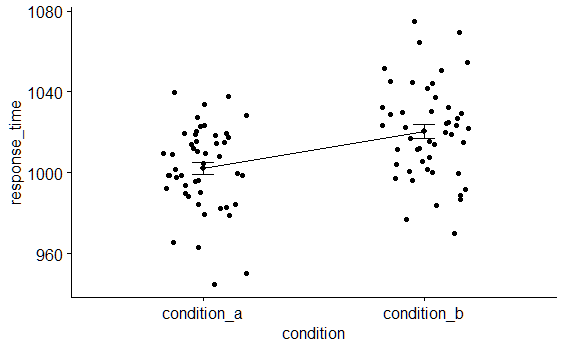 1080
1040
1000
960
response_time
condition_a
condition_b
condition